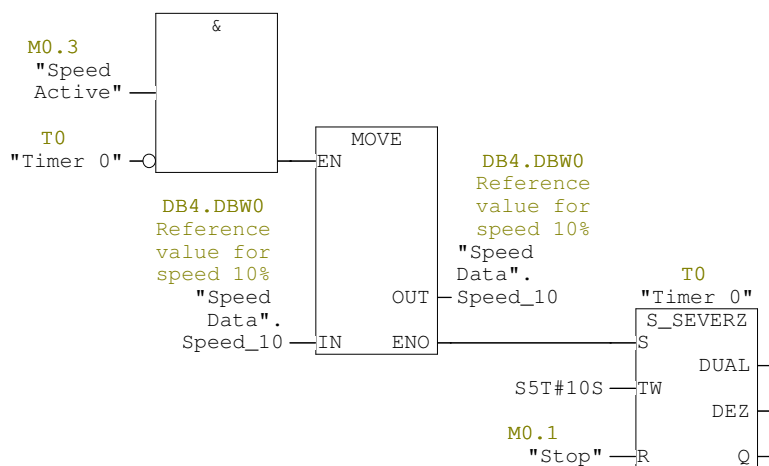 &
M0.3
"Speed
Active"
T0
"Timer 0"
MOVE
EN
DB4.DBW0
Reference
value for
speed 10%
"Speed
Data".
Speed_10
IN
OUT
ENO
DB4.DBW0
Reference
value for
speed 10%
"Speed
Data".
Speed_10
T0
"Timer 0"
S_SEVERZ
S
DUAL
S5T#10S
TW
DEZ
M0.1
"Stop"
R
Q